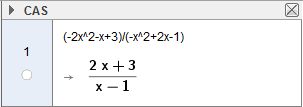 CAS
1
(-2x^2-x+3)/(-x^2+2x-1)
→ 2 x + 3
x − 1